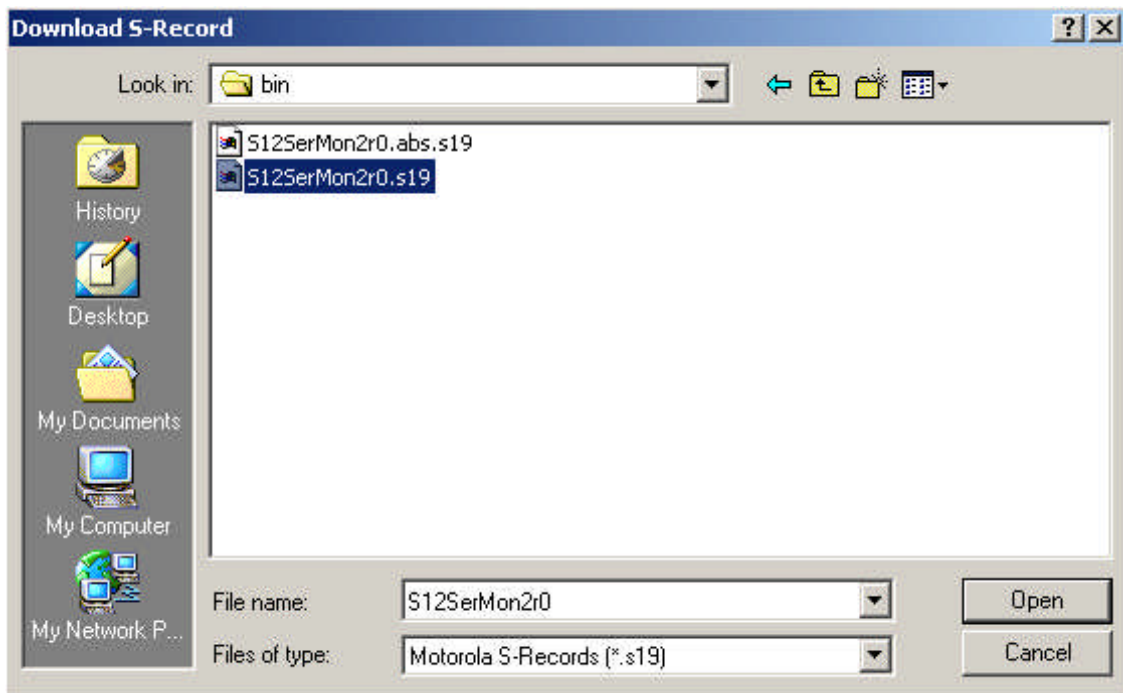 Download S-Record
Look in: bin
S12SerMon2r0.abs.s19
S12SerMon2r0.s19
History
Desktop
My Documents
My Computer
My Network P...
File name: S12SerMon2r0 Open
Files of type: Motorola S-Records (*.s19) Cancel